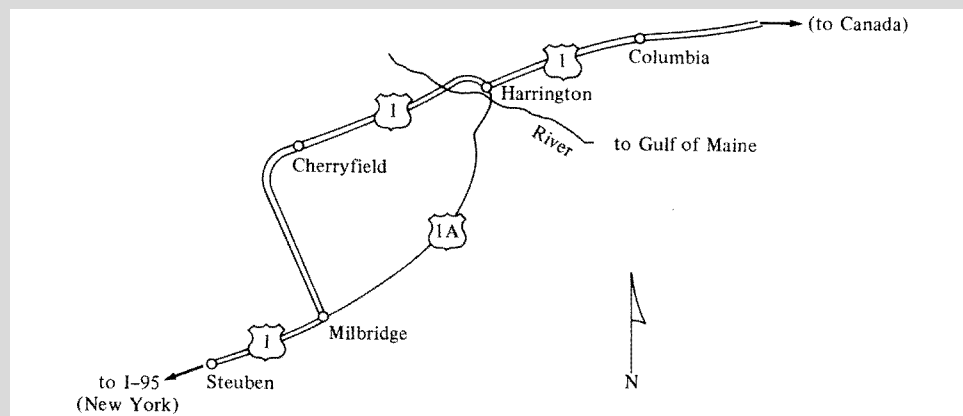 (to Canada)
1
Columbia
Harrington
1
River
to Gulf of Maine
Cherryfield
1A
Milbridge
1
Steuben
to I-95
(New York)
N